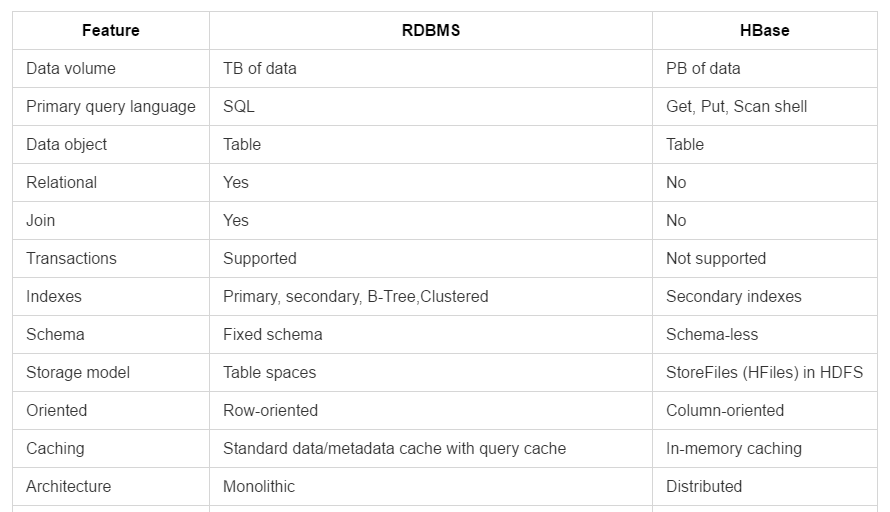 Feature RDBMS HBase
Data volume TB of data PB of data
Primary query language SQL Get, Put, Scan shell
Data object Table Table
Relational Yes No
Join Yes No
Transactions Supported Not supported
Indexes Primary, secondary, B-Tree,Clustered Secondary indexes
Schema Fixed schema Schema-less
Storage model Table spaces StoreFiles (HFiles) in HDFS
Oriented Row-oriented Column-oriented
Caching Standard data/metadata cache with query cache In-memory caching
Architecture Monolithic Distributed